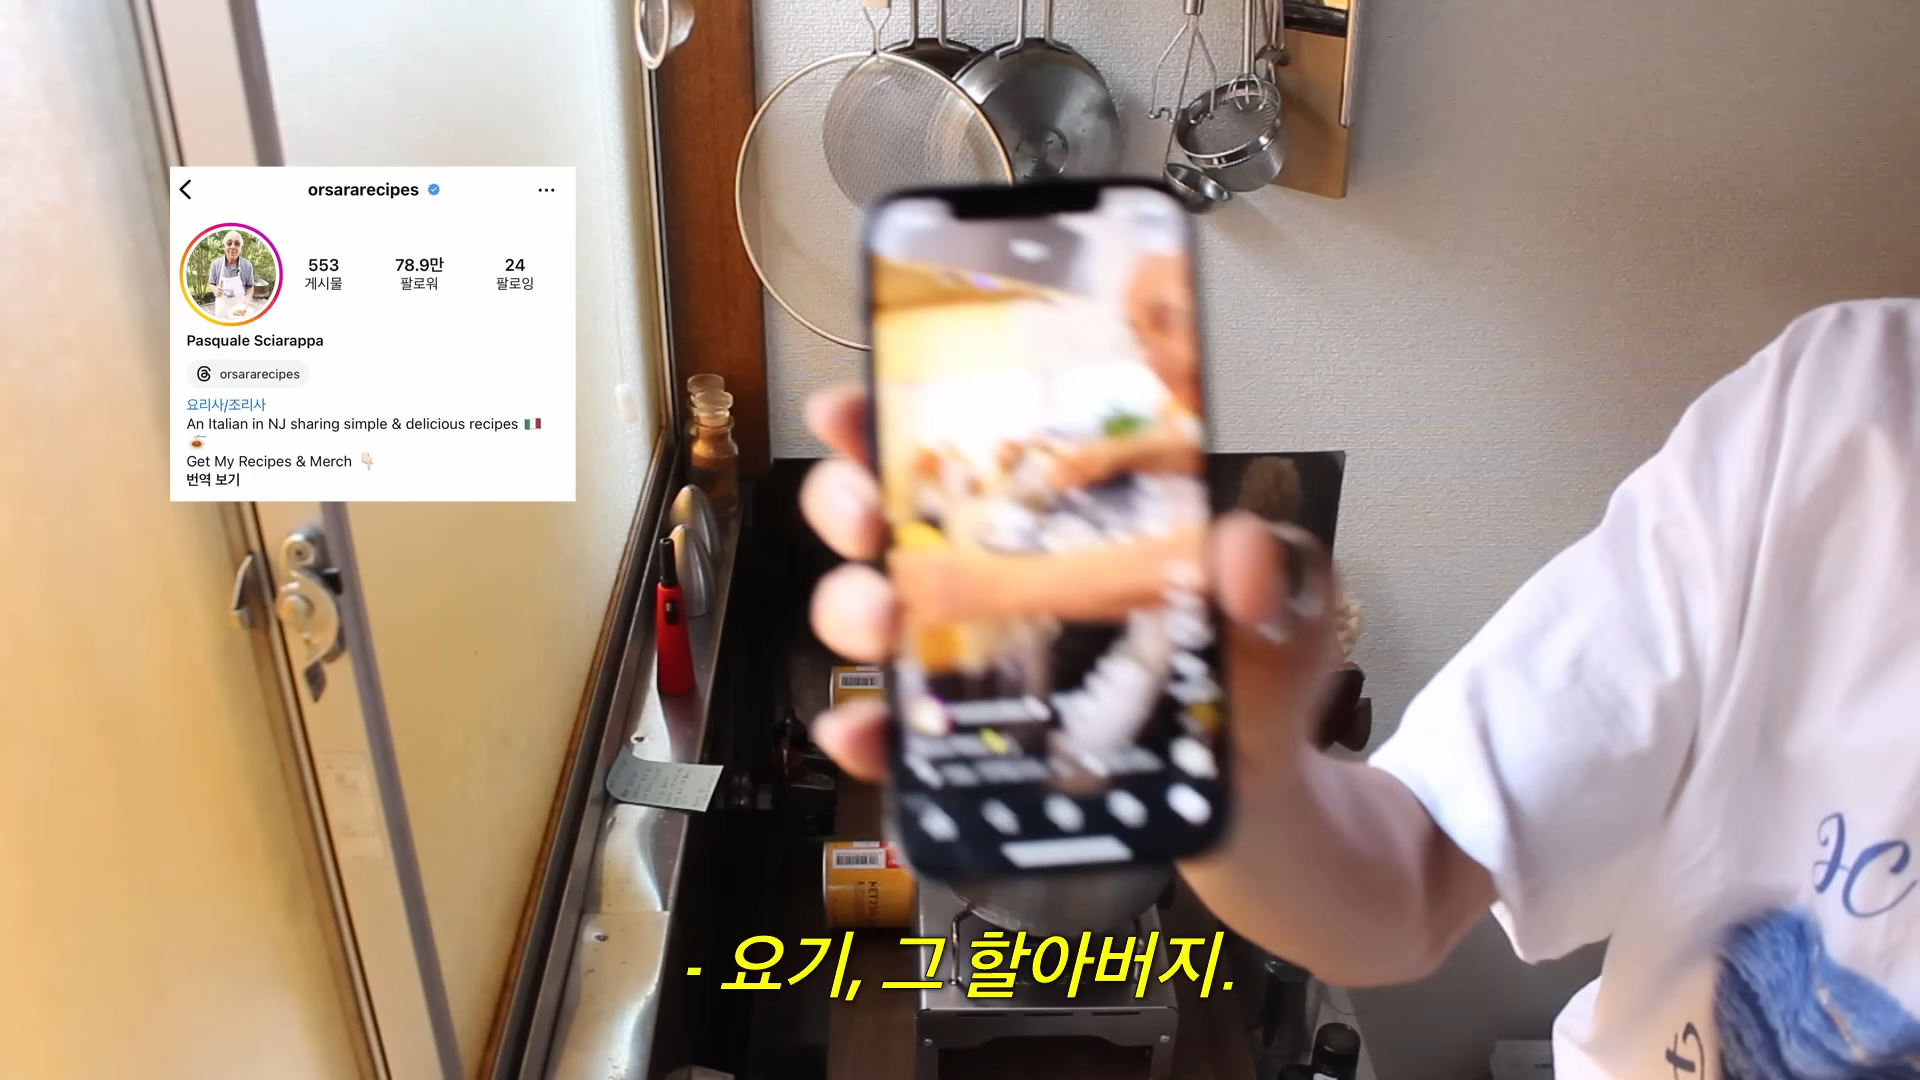 orsararecipes
553
78.9만
24
게시물
팔로워
팔로잉
Pasquale Sciarappa
orsararecipes
요리사/조리사
An Italian in NJ sharing simple & delicious recipes 🇮🇹
🍝
Get My Recipes & Merch 👇🏻
번역 보기
- 요기, 그 할아버지.